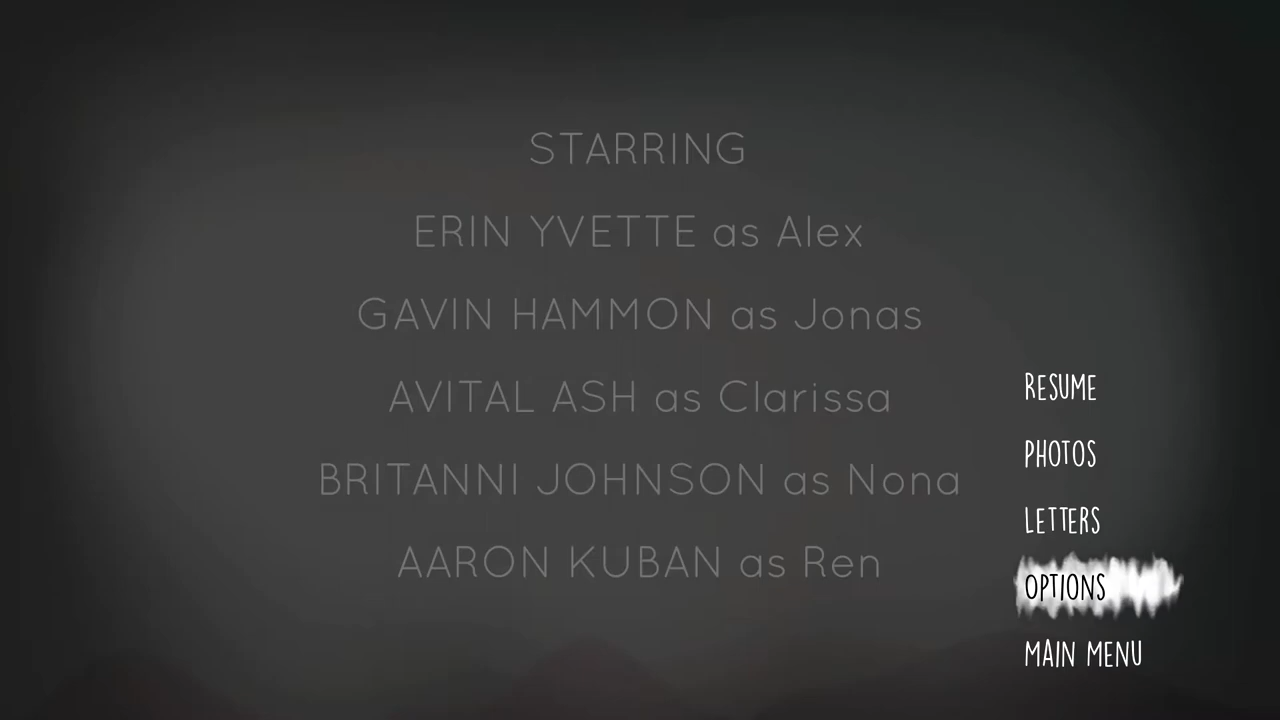 STARRING
ERIN YVETTE as Alex
GAVIN HAMMON as Jonas
AVITAL ASH as Clarissa
BRITANNI JOHNSON as Nona
AARON KUBAN as Ren
RESUME
PHOTOS
LETTERS
OPTIONS
MAIN MENU